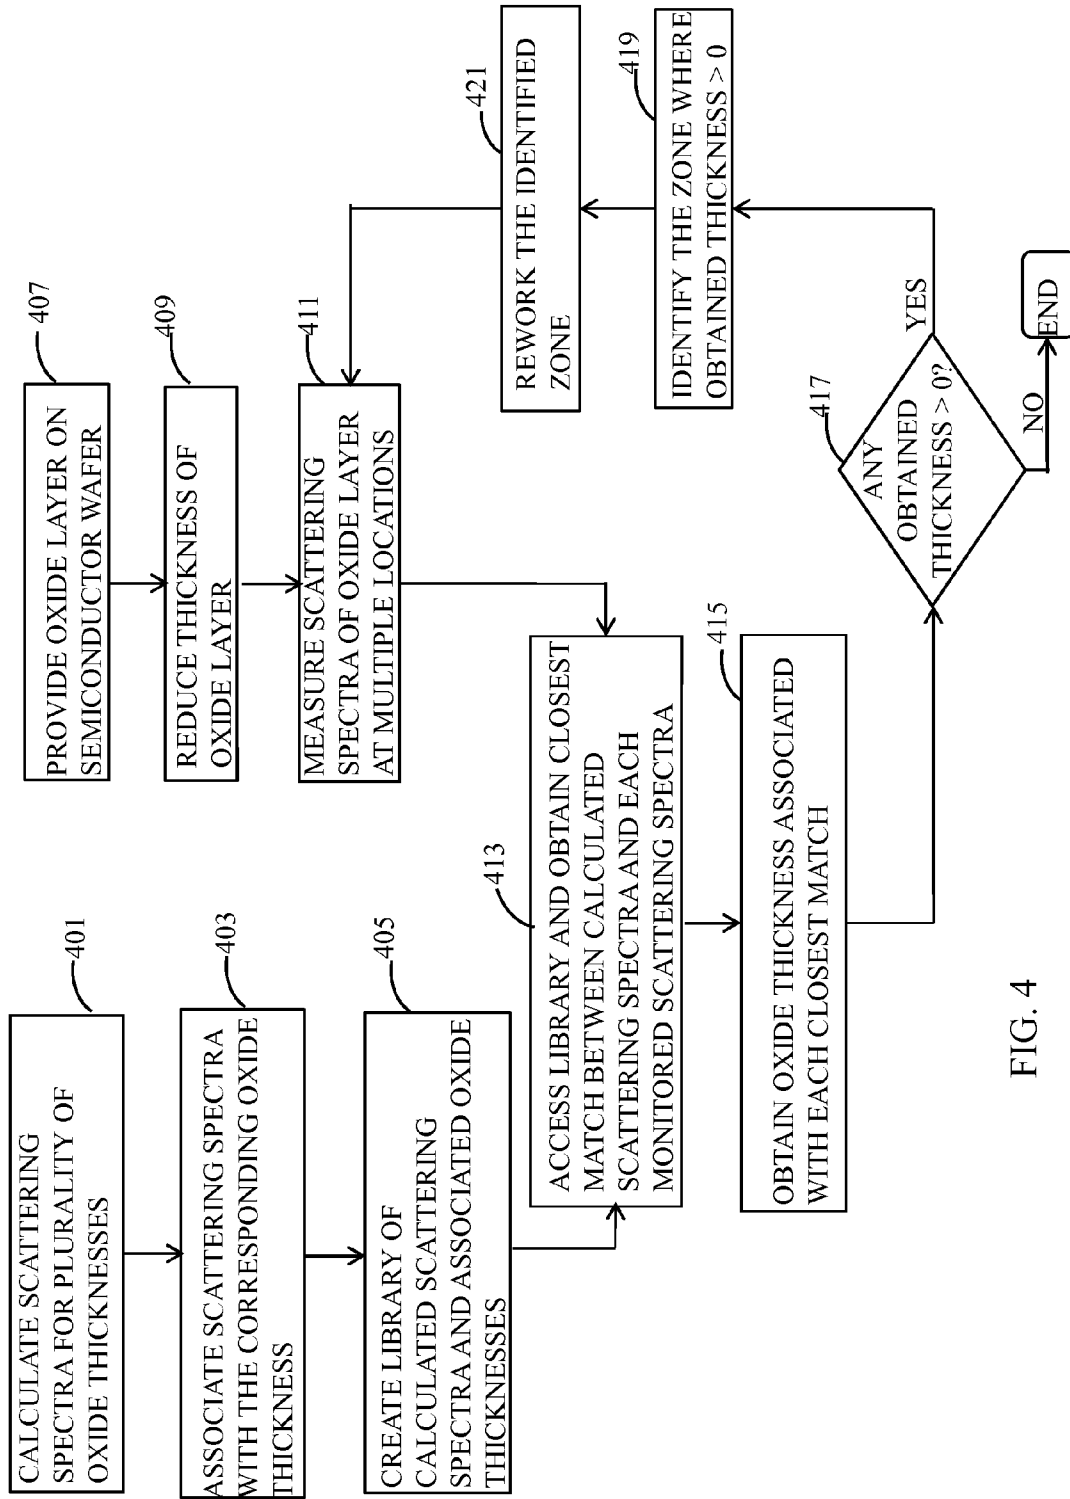 401
CALCULATE SCATTERING
SPECTRA FOR PLURALITY OF
OXIDE THICKNESSES
403
ASSOCIATE SCATTERING SPECTRA
WITH THE CORRESPONDING OXIDE
THICKNESS
405
CREATE LIBRARY OF
CALCULATED SCATTERING
SPECTRA AND ASSOCIATED OXIDE
THICKNESSES
407
PROVIDE OXIDE LAYER ON
SEMICONDUCTOR WAFER
409
REDUCE THICKNESS OF
OXIDE LAYER
411
MEASURE SCATTERING
SPECTRA OF OXIDE LAYER
AT MULTIPLE LOCATIONS
413
ACCESS LIBRARY AND OBTAIN CLOSEST
MATCH BETWEEN CALCULATED
SCATTERING SPECTRA AND EACH
MONITORED SCATTERING SPECTRA
415
OBTAIN OXIDE THICKNESS ASSOCIATED
WITH EACH CLOSEST MATCH
417
ANY
OBTAINED
THICKNESS > 0?
YES
NO
END
419
IDENTIFY THE ZONE WHERE
OBTAINED THICKNESS > 0
421
REWORK THE IDENTIFIED
ZONE
FIG. 4